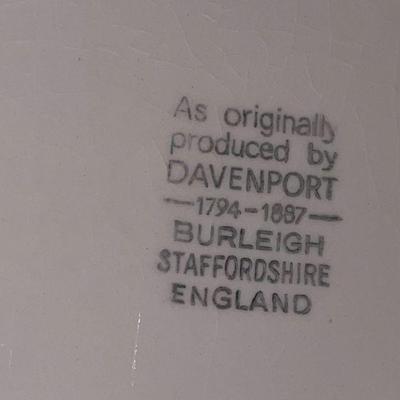 As originally
produced by
DAVENPORT
—1794-1887—
BURLEIGH
STAFFORDSHIRE
ENGLAND